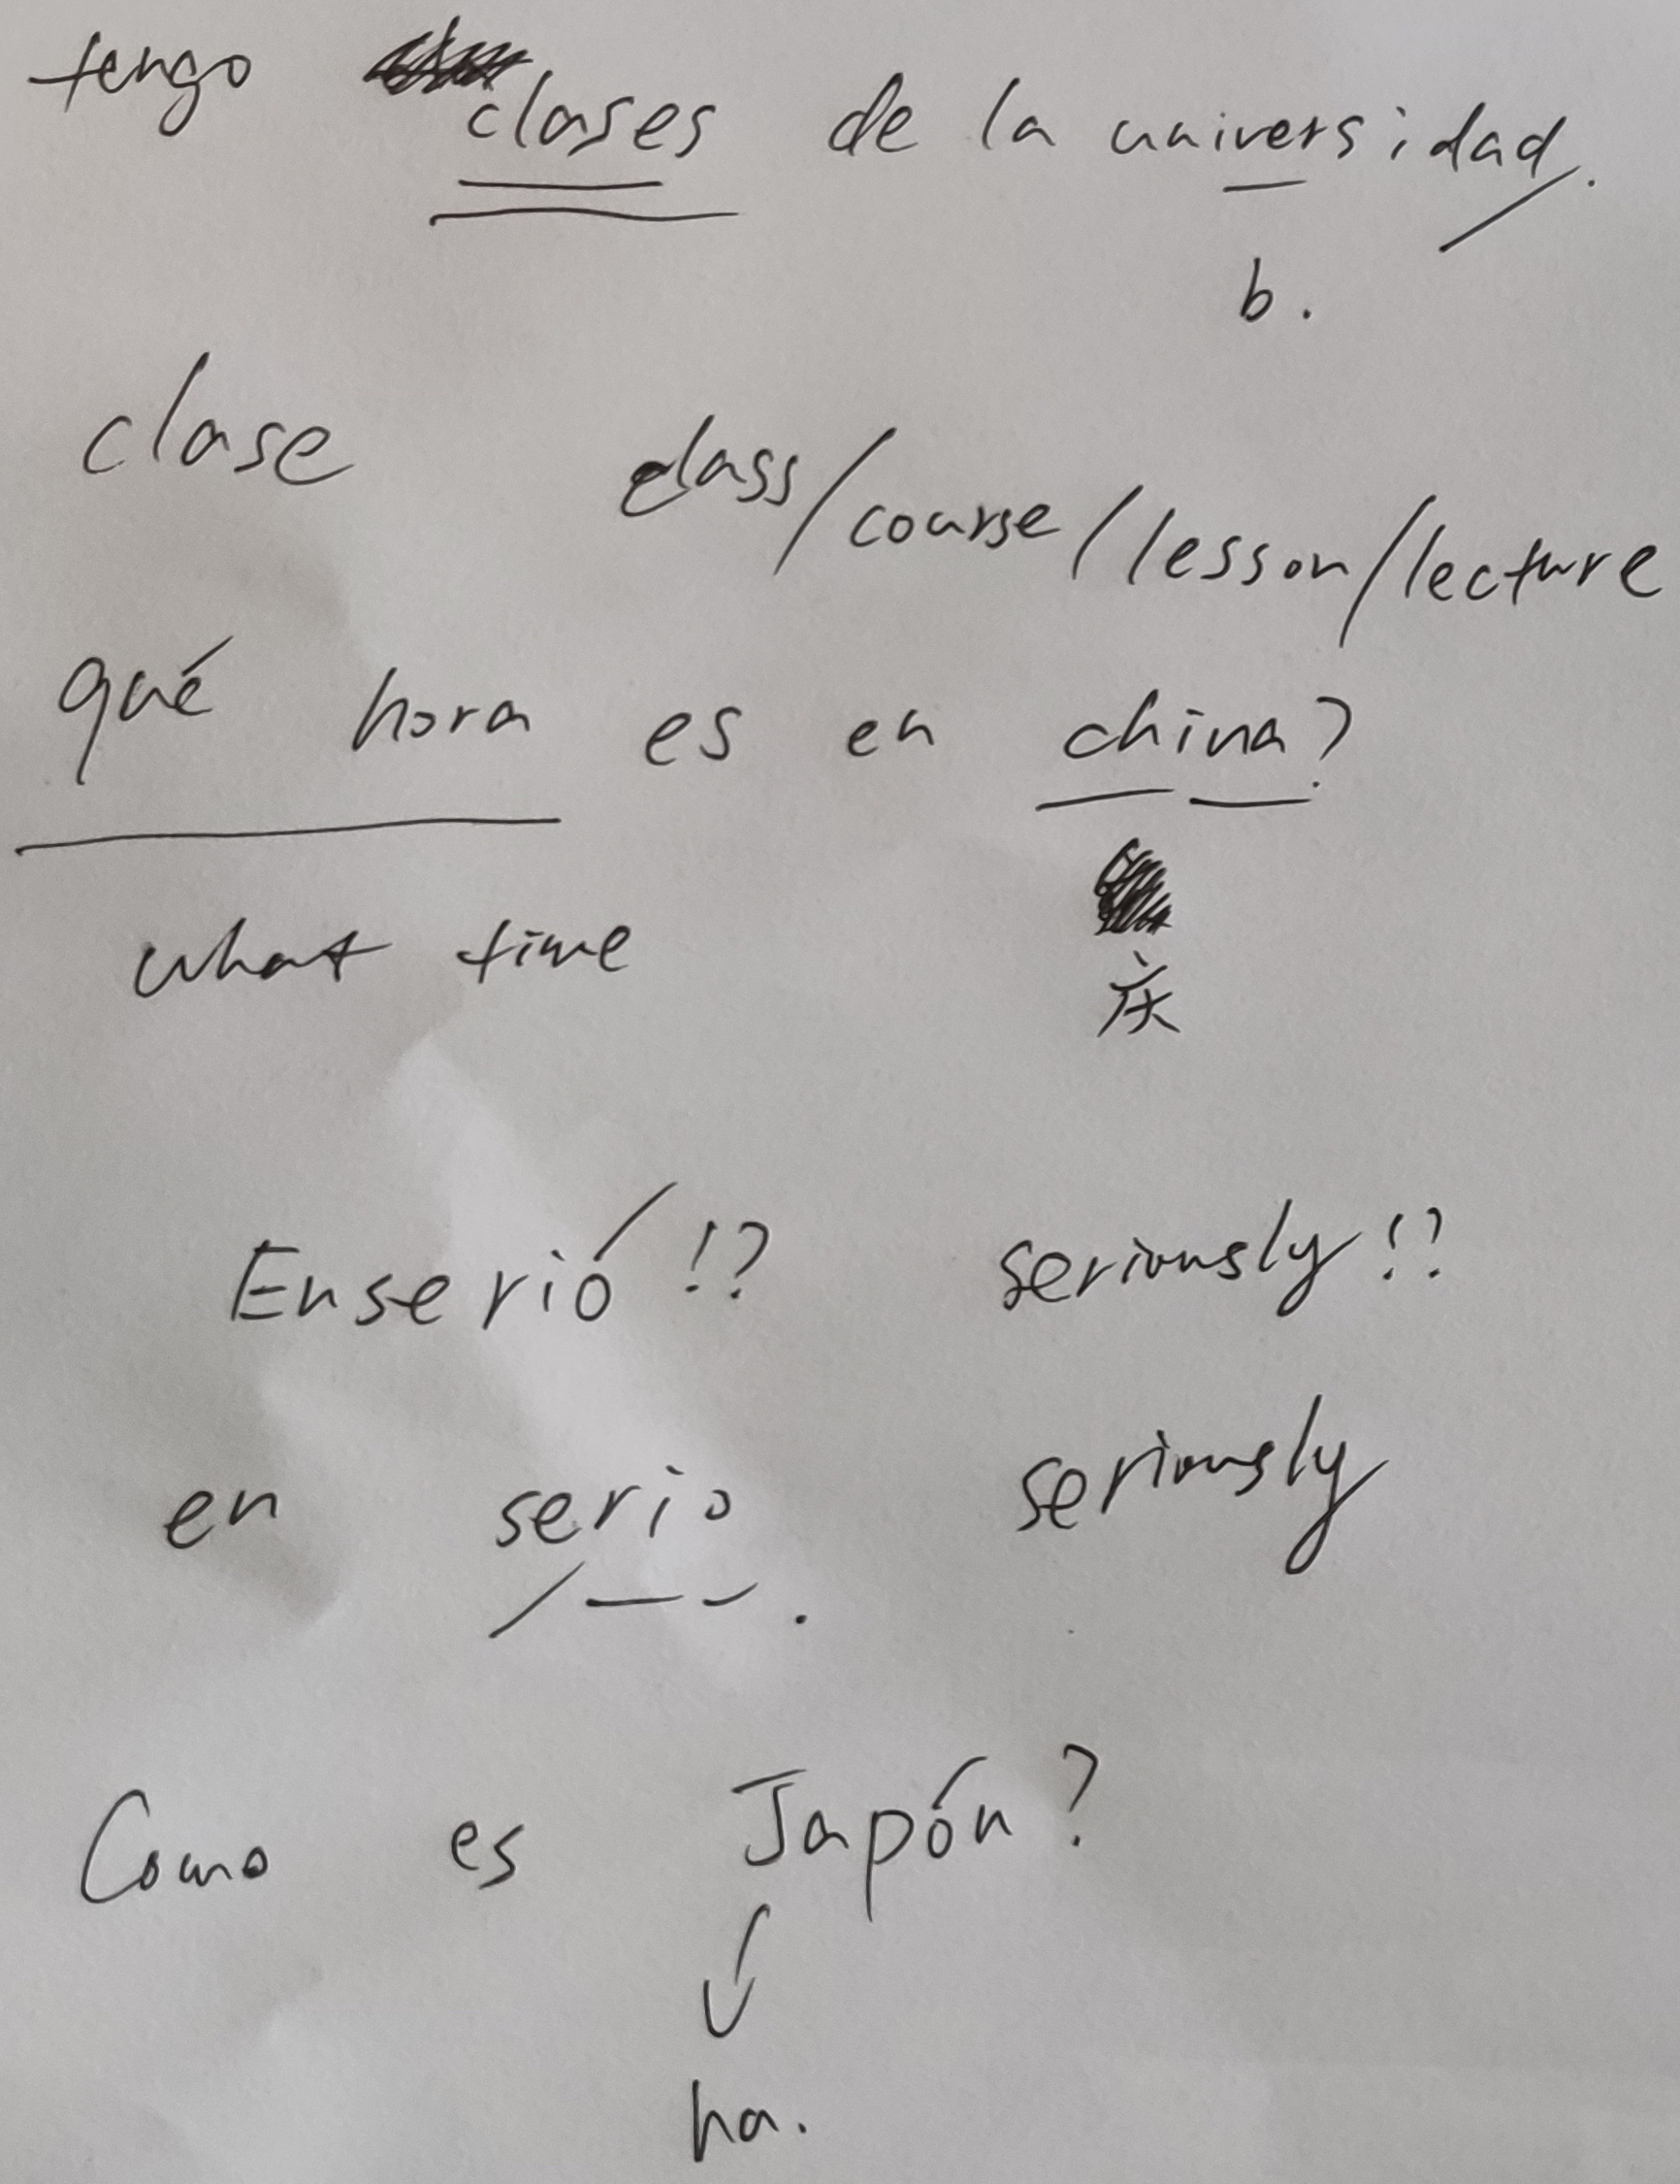 tengo clases de la universidad.
b.
clase class/course/lesson/lecture
qué hora es en china?
what time
庆
Enserió!? seriously!?
en serio seriously
Como es Japón?
ha.